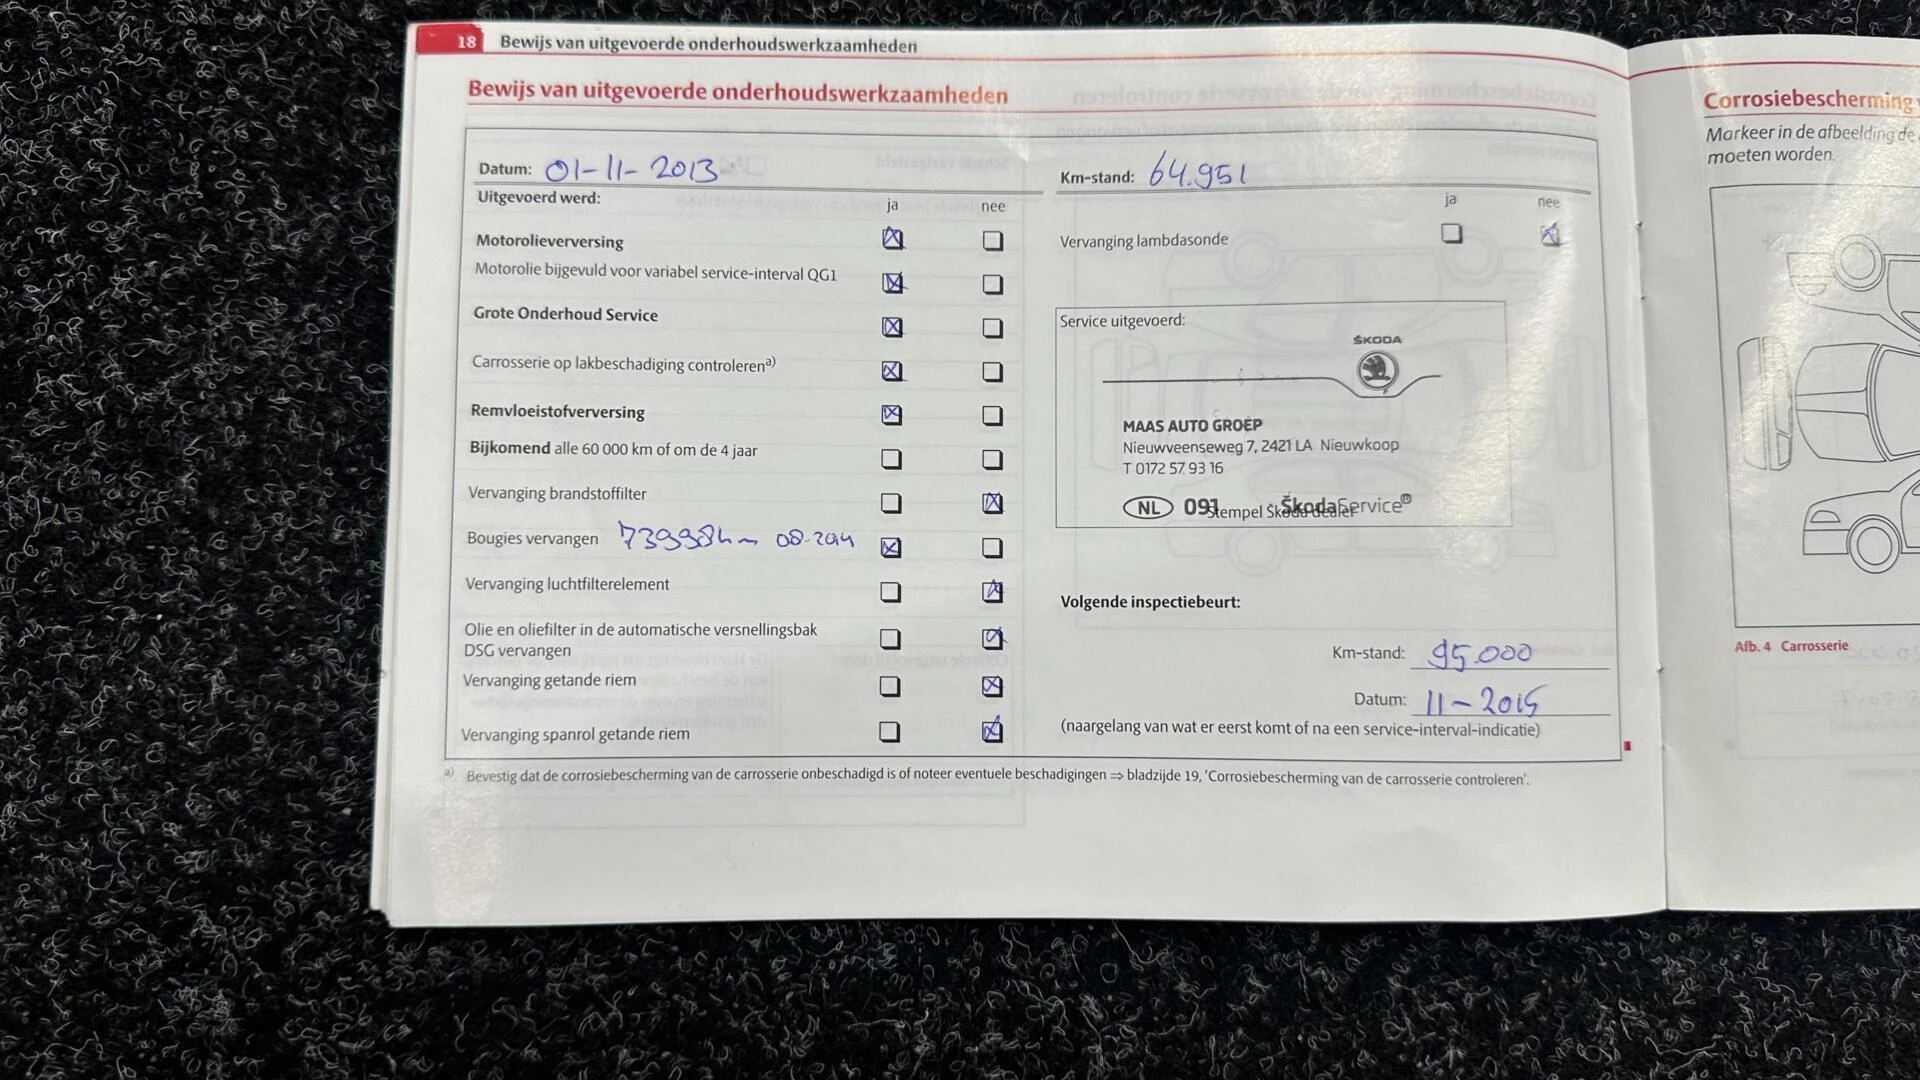 18 Bewijs van uitgevoerde onderhoudswerkzaamheden
Bewijs van uitgevoerde onderhoudswerkzaamheden
Datum: 01-11-2013
Uitgevoerd werd:
ja nee
Motorolieverversing
Motorolie bijgevuld voor variabel service-interval QG1
Grote Onderhoud Service
Carrosserie op lakbeschadiging controleren a)
Remvloeistofverversing
Bijkomend alle 60 000 km of om de 4 jaar
Vervanging brandstoffilter
Bougies vervangen 73998km 08-2014
Vervanging luchtfilterelement
Olie en oliefilter in de automatische versnellingsbak
DSG vervangen
Vervanging getande riem
Vervanging spanrol getande riem
Km-stand: 64.951
ja nee
Vervanging lambdasonde
Service uitgevoerd:
ŠKODA
MAAS AUTO GROEP
Nieuwveenseweg 7, 2421 LA Nieuwkoop
T 0172 57 93 16
NL 091 ŠkodaService
Stempel Škoda dealer
Volgende inspectiebeurt:
Km-stand: 95.000
Datum: 11-2015
(naargelang van wat er eerst komt of na een service-interval-indicatie)
a) Bevestig dat de corrosiebescherming van de carrosserie onbeschadigd is of noteer eventuele beschadigingen ⇒ bladzijde 19, 'Corrosiebescherming van de carrosserie controleren'.
Corrosiebescherming
Markeer in de afbeelding de
moeten worden.
Afb. 4 Carrosserie